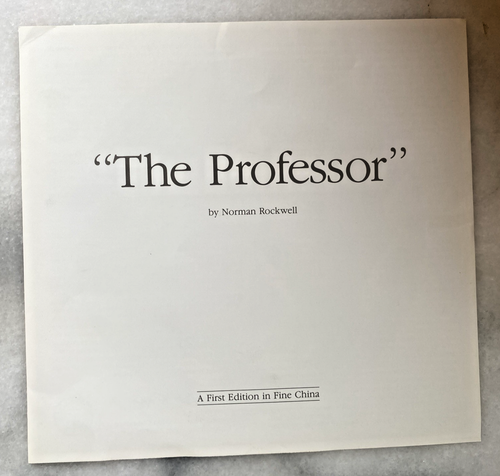 “The Professor”
by Norman Rockwell
A First Edition in Fine China